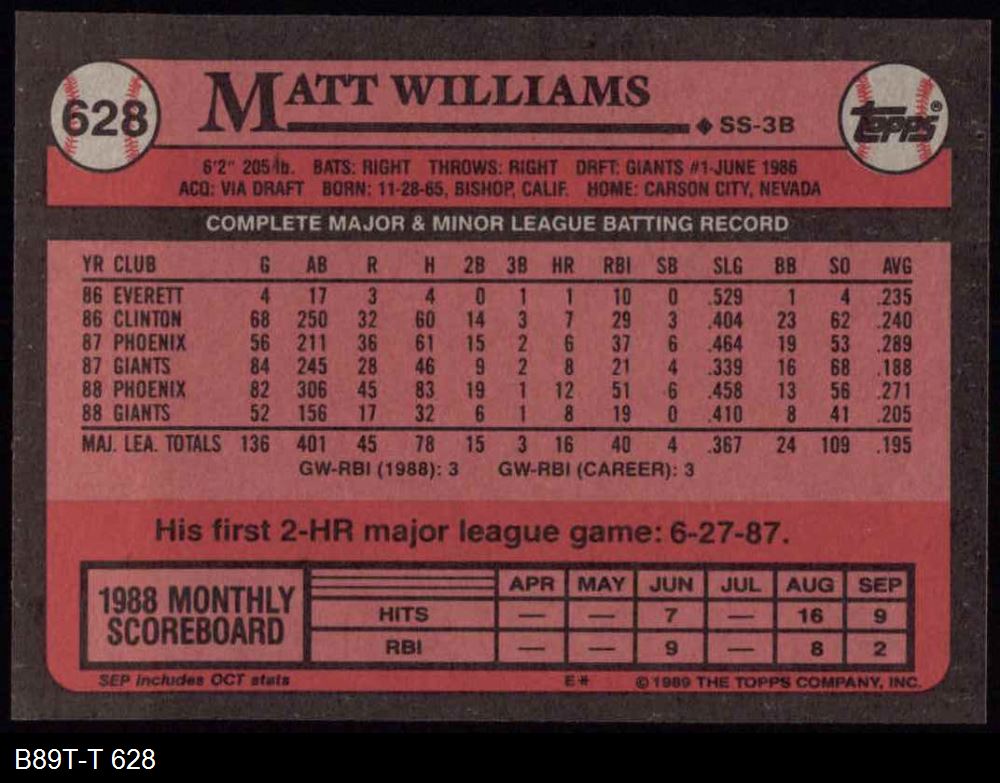 628
MATT WILLIAMS
◆ SS-3B
TOPPS®
6'2" 205 lb. BATS: RIGHT THROWS: RIGHT DRFT: GIANTS #1-JUNE 1986
ACQ: VIA DRAFT BORN: 11-28-65, BISHOP, CALIF. HOME: CARSON CITY, NEVADA
COMPLETE MAJOR & MINOR LEAGUE BATTING RECORD
YR CLUB G AB R H 2B 3B HR RBI SB SLG BB SO AVG
86 EVERETT 4 17 3 4 0 1 1 10 0 .529 1 4 .235
86 CLINTON 68 250 32 60 14 3 7 29 3 .404 23 62 .240
87 PHOENIX 56 211 36 61 15 2 6 37 6 .464 19 53 .289
87 GIANTS 84 245 28 46 9 2 8 21 4 .339 16 68 .188
88 PHOENIX 82 306 45 83 19 1 12 51 6 .458 13 56 .271
88 GIANTS 52 156 17 32 6 1 8 19 0 .410 8 41 .205
MAJ. LEA. TOTALS 136 401 45 78 15 3 16 40 4 .367 24 109 .195
GW-RBI (1988): 3 GW-RBI (CAREER): 3
His first 2-HR major league game: 6-27-87.
1988 MONTHLY
SCOREBOARD
APR MAY JUN JUL AUG SEP
HITS — — 7 — 16 9
RBI — — 9 — 8 2
SEP includes OCT stats E* © 1989 THE TOPPS COMPANY, INC.
B89T-T 628